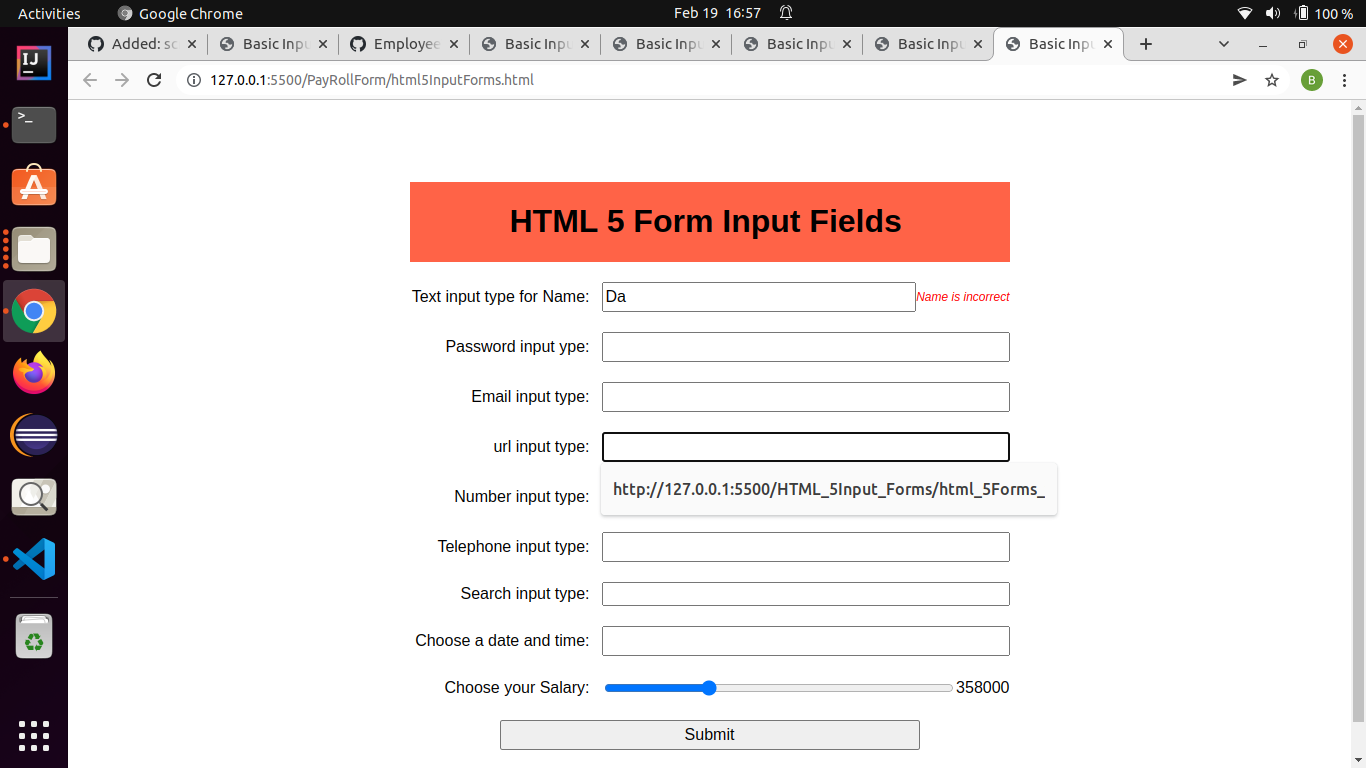 Activities Google Chrome Feb 19 16:57 100 %
Added: sc Basic Inpu Employee Basic Inpu Basic Inpu Basic Inpu Basic Inpu Basic Inpu
127.0.0.1:5500/PayRollForm/html5InputForms.html B
IJ
>_
HTML 5 Form Input Fields
Text input type for Name: Da Name is incorrect
Password input ype:
Email input type:
url input type:
http://127.0.0.1:5500/HTML_5Input_Forms/html_5Forms_
Number input type:
Telephone input type:
Search input type:
Choose a date and time:
Choose your Salary: 358000
Submit